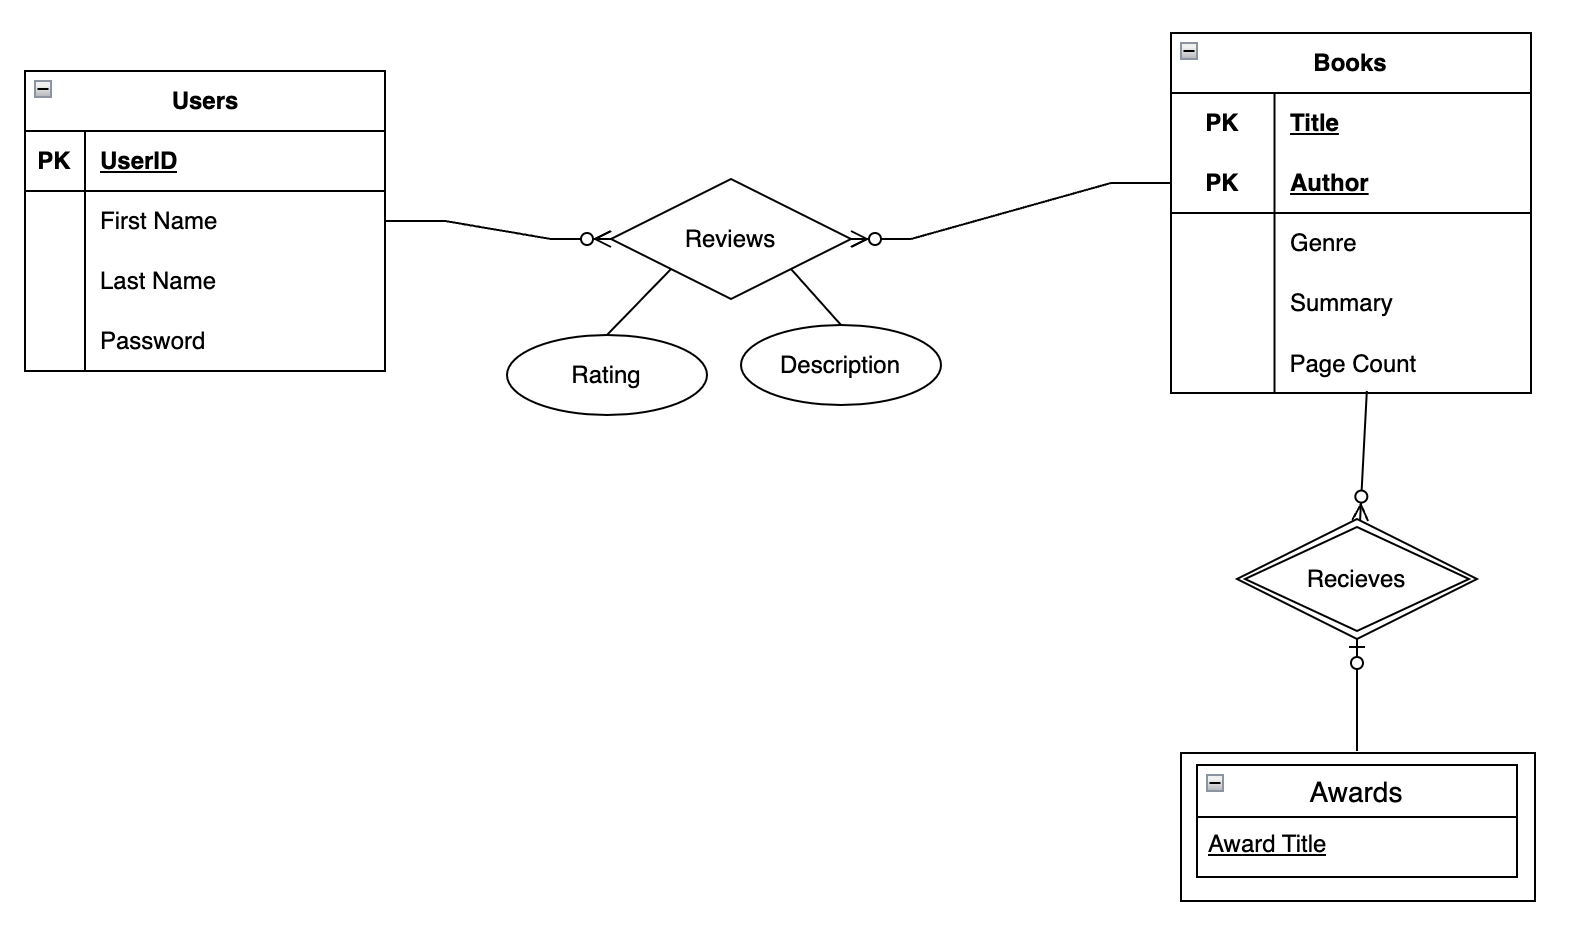 Users
PK UserID
First Name
Last Name
Password
Reviews
Rating
Description
Books
PK Title
PK Author
Genre
Summary
Page Count
Recieves
Awards
Award Title